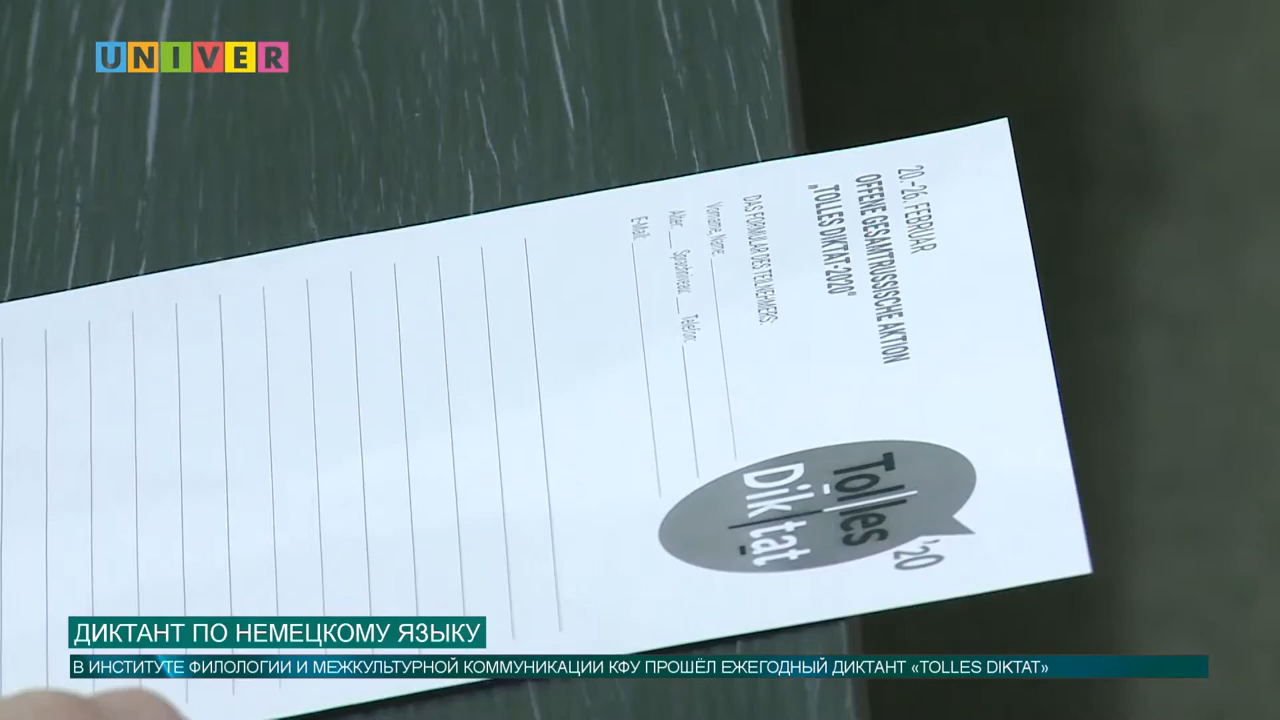 UNIVER
20.-26. FEBRUAR
OFFENE GESAMTRUSSISCHE AKTION
„TOLLES DIKTAT-2020“
DAS FORMULAR DES TEILNEHMERS:
Vorname, Name:
Alter: Sprachniveau: Telefon:
E-Mail:
Tolles
Diktat
'20
ДИКТАНТ ПО НЕМЕЦКОМУ ЯЗЫКУ
В ИНСТИТУТЕ ФИЛОЛОГИИ И МЕЖКУЛЬТУРНОЙ КОММУНИКАЦИИ КФУ ПРОШЁЛ ЕЖЕГОДНЫЙ ДИКТАНТ «TOLLES DIKTAT»